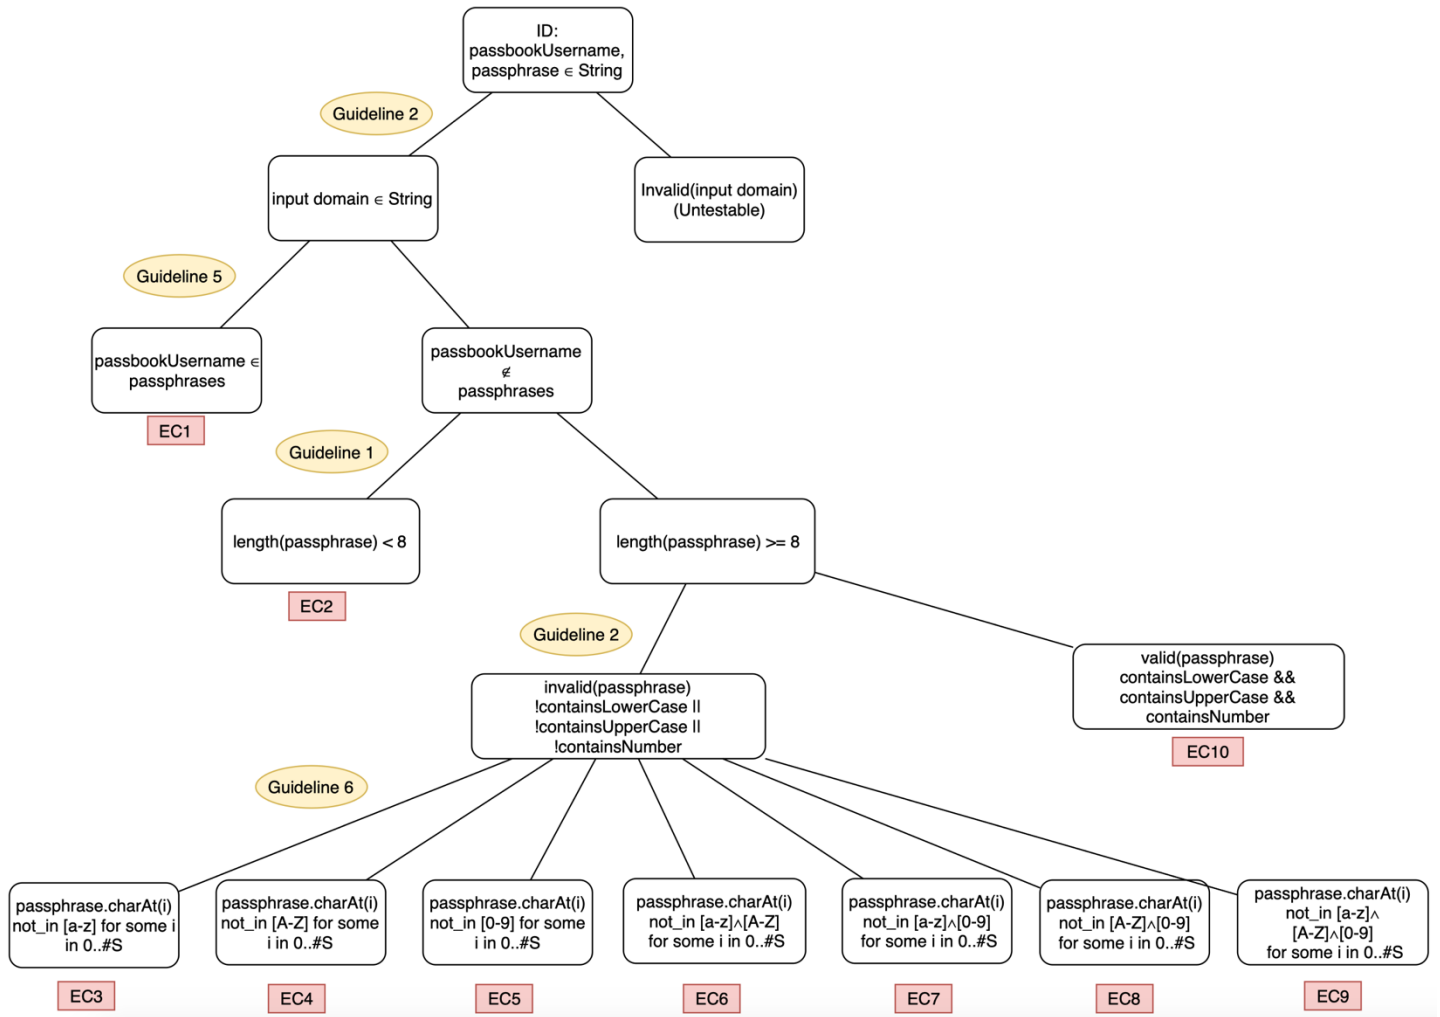 ID:
passbookUsername,
passphrase ∈ String
Guideline 2
input domain ∈ String
Invalid(input domain)
(Untestable)
Guideline 5
passbookUsername ∈
passphrases
EC1
passbookUsername
∉
passphrases
Guideline 1
length(passphrase) < 8
EC2
length(passphrase) >= 8
Guideline 2
invalid(passphrase)
!containsLowerCase ||
!containsUpperCase ||
!containsNumber
valid(passphrase)
containsLowerCase &&
containsUpperCase &&
containsNumber
EC10
Guideline 6
passphrase.charAt(i)
not_in [a-z] for some i
in 0..#S
EC3
passphrase.charAt(i)
not_in [A-Z] for some
i in 0..#S
EC4
passphrase.charAt(i)
not_in [0-9] for some
i in 0..#S
EC5
passphrase.charAt(i)
not_in [a-z]∧[A-Z]
for some i in 0..#S
EC6
passphrase.charAt(i)
not_in [a-z]∧[0-9]
for some i in 0..#S
EC7
passphrase.charAt(i)
not_in [A-Z]∧[0-9]
for some i in 0..#S
EC8
passphrase.charAt(i)
not_in [a-z]∧
[A-Z]∧[0-9]
for some i in 0..#S
EC9